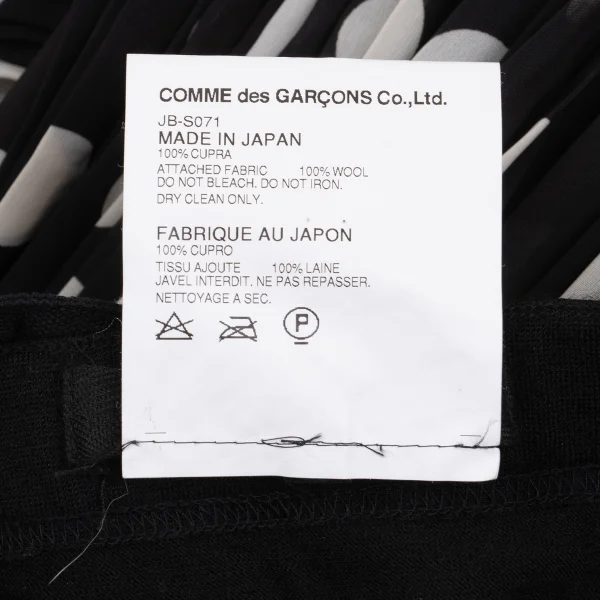 COMME des GARÇONS Co.,Ltd.
JB-S071
MADE IN JAPAN
100% CUPRA
ATTACHED FABRIC 100% WOOL
DO NOT BLEACH. DO NOT IRON.
DRY CLEAN ONLY.
FABRIQUE AU JAPON
100% CUPRO
TISSU AJOUTE 100% LAINE
JAVEL INTERDIT. NE PAS REPASSER.
NETTOYAGE A SEC.
P